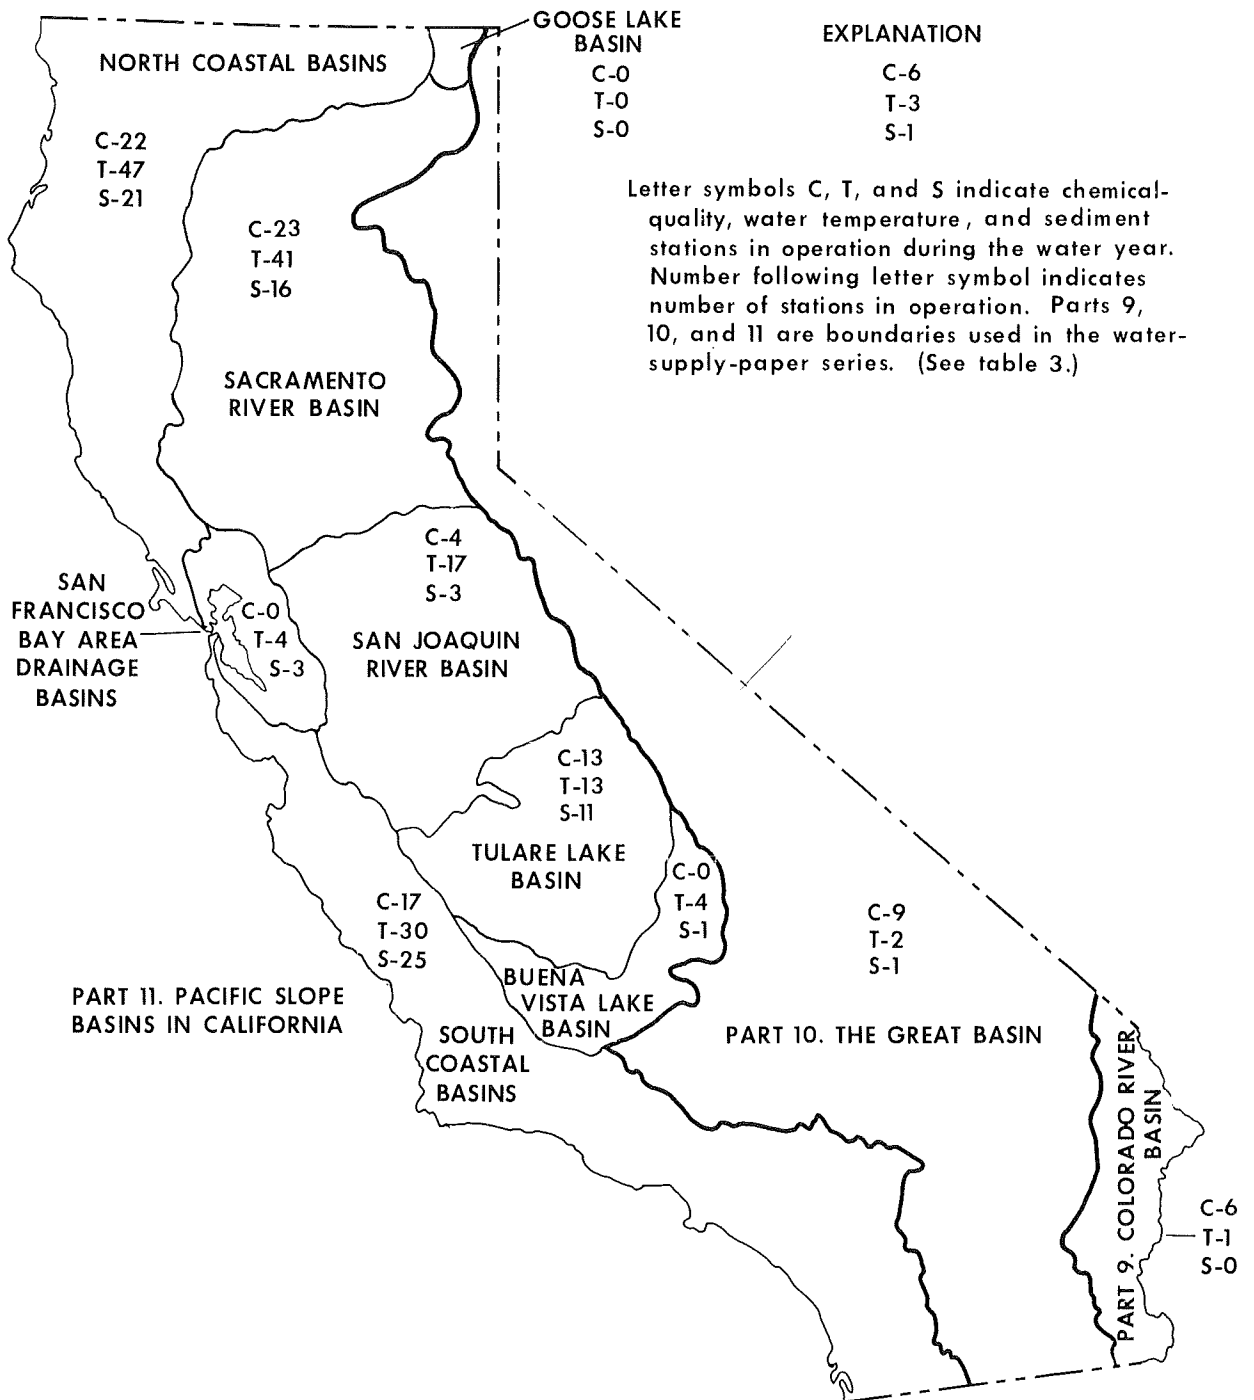 GOOSE LAKE
BASIN
C-0
T-0
S-0
EXPLANATION
C-6
T-3
S-1
Letter symbols C, T, and S indicate chemical-
quality, water temperature, and sediment
stations in operation during the water year.
Number following letter symbol indicates
number of stations in operation. Parts 9,
10, and 11 are boundaries used in the water-
supply-paper series. (See table 3.)
NORTH COASTAL BASINS
C-22
T-47
S-21
C-23
T-41
S-16
SACRAMENTO
RIVER BASIN
SAN
FRANCISCO
BAY AREA
DRAINAGE
BASINS
C-0
T-4
S-3
C-4
T-17
S-3
SAN JOAQUIN
RIVER BASIN
C-13
T-13
S-11
TULARE LAKE
BASIN
C-0
T-4
S-1
BUENA
VISTA LAKE
BASIN
C-17
T-30
S-25
SOUTH
COASTAL
BASINS
PART 11. PACIFIC SLOPE
BASINS IN CALIFORNIA
C-9
T-2
S-1
PART 10. THE GREAT BASIN
PART 9. COLORADO RIVER
BASIN
C-6
T-1
S-0